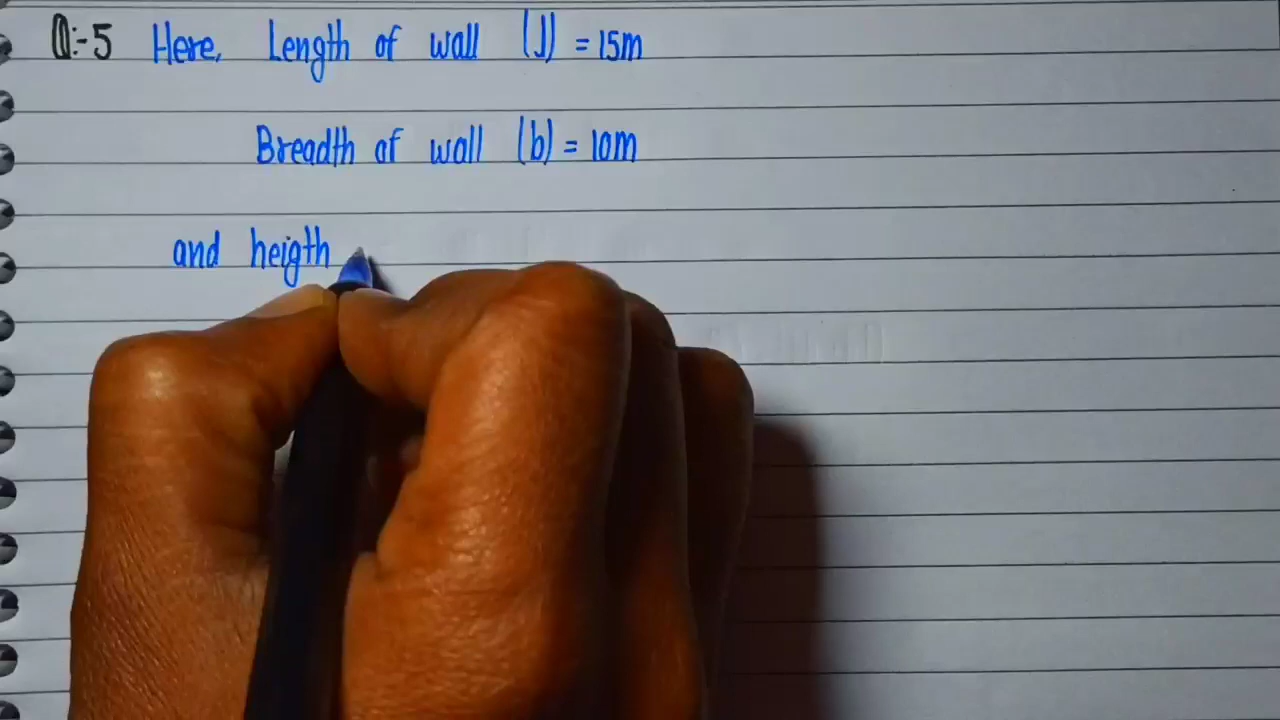 Q:-5 Here, Length of wall (l) = 15m
Breadth of wall (b) = 10m
and heigth